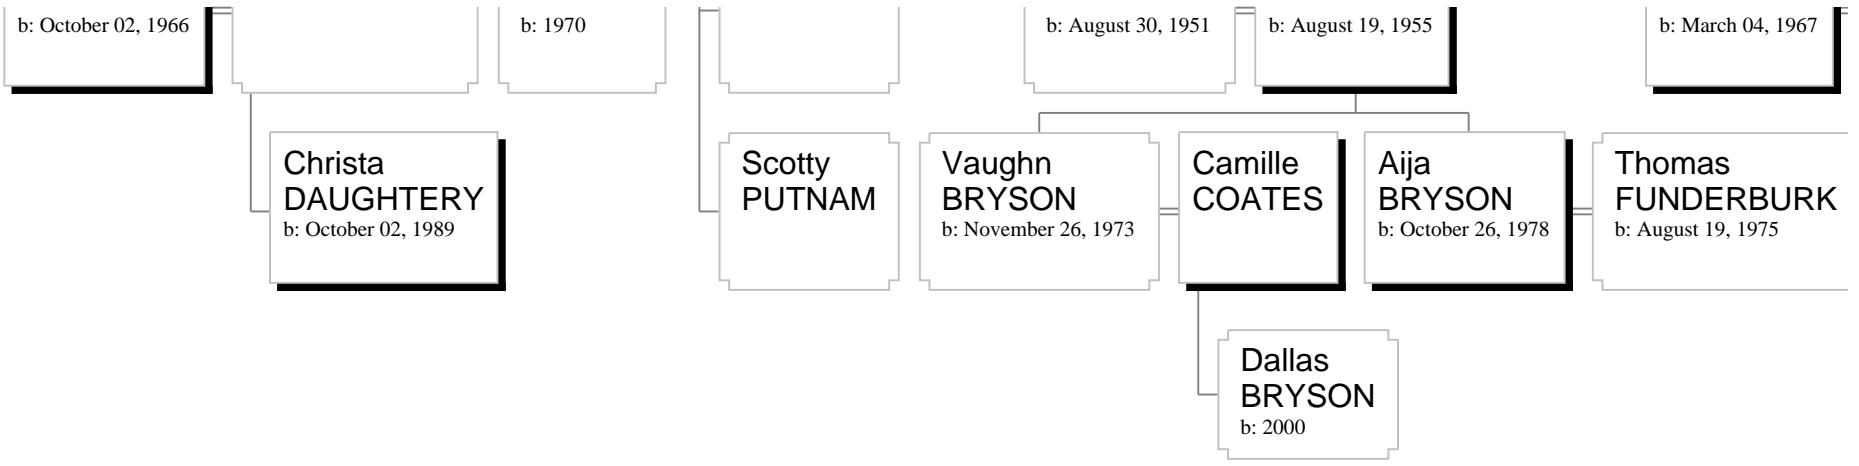 b: October 02, 1966
b: 1970
b: August 30, 1951
b: August 19, 1955
b: March 04, 1967
Christa
DAUGHTERY
b: October 02, 1989
Scotty
PUTNAM
Vaughn
BRYSON
b: November 26, 1973
Camille
COATES
Aija
BRYSON
b: October 26, 1978
Thomas
FUNDERBURK
b: August 19, 1975
Dallas
BRYSON
b: 2000